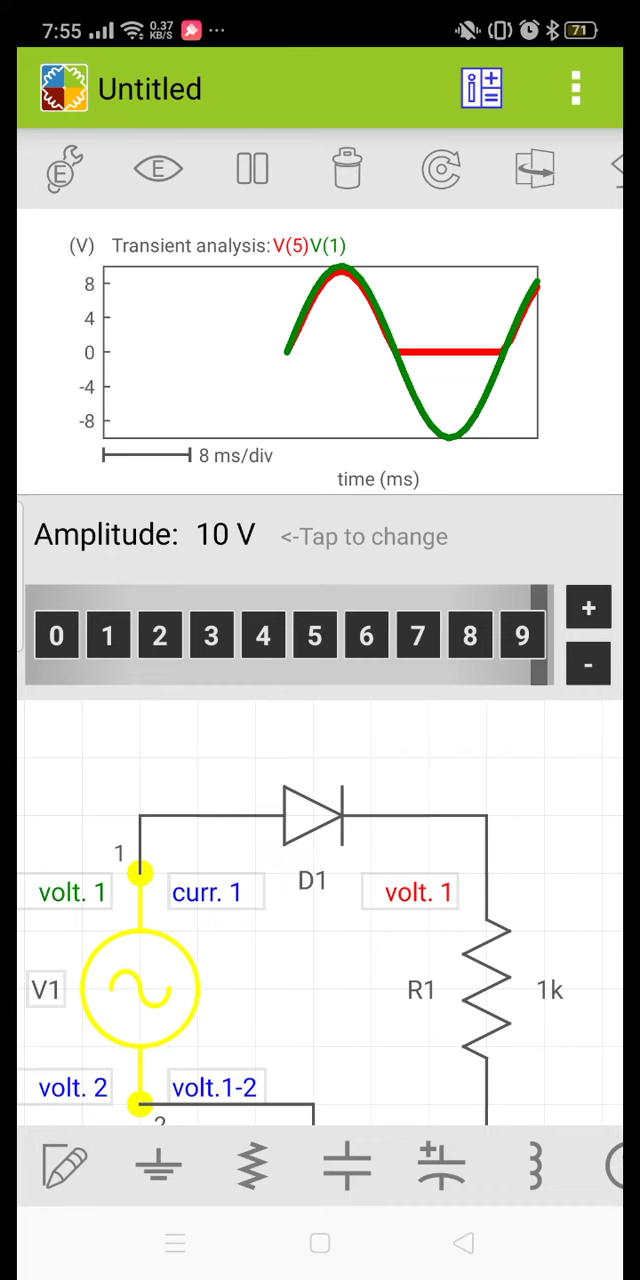 7:55 0.37 KB/S ... 71
Untitled
E E
(V) Transient analysis:V(5)V(1)
8
4
0
-4
-8
8 ms/div
time (ms)
Amplitude: 10 V <-Tap to change
0 1 2 3 4 5 6 7 8 9 +
-
1
D1
volt. 1 curr. 1 volt. 1
V1 R1 1k
volt. 2 volt.1-2
2